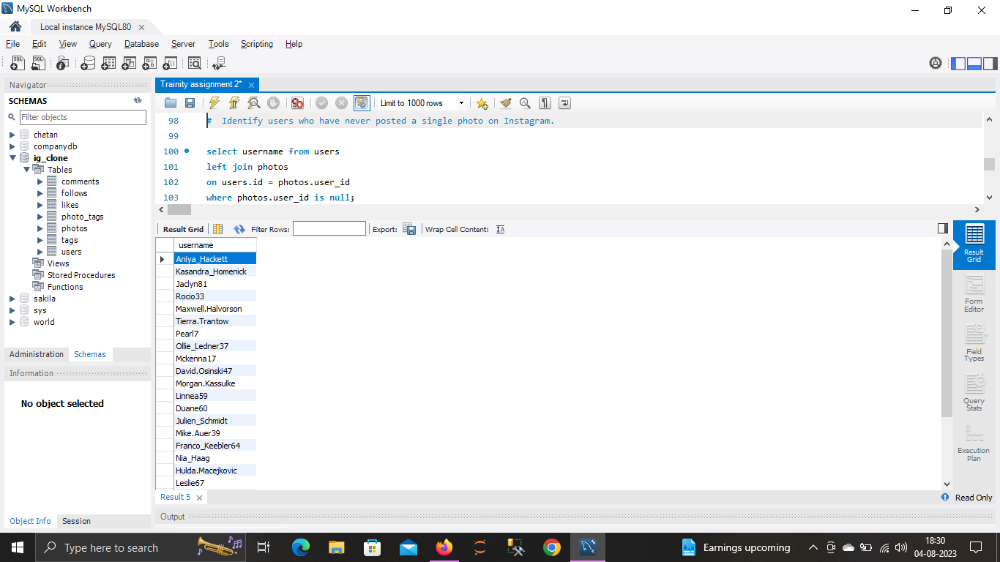 MySQL Workbench
Local instance MySQL80
File Edit View Query Database Server Tools Scripting Help
Navigator
SCHEMAS
Filter objects
chetan
companydb
ig_clone
Tables
comments
follows
likes
photo_tags
photos
tags
users
Views
Stored Procedures
Functions
sakila
sys
world
Administration Schemas
Information
No object selected
Object Info Session
Trainity assignment 2*
Limit to 1000 rows
98 # Identify users who have never posted a single photo on Instagram.
99
100 select username from users
101 left join photos
102 on users.id = photos.user_id
103 where photos.user_id is null;
Result Grid Filter Rows: Export: Wrap Cell Content:
username
Aniya_Hackett
Kasandra_Homenick
Jaclyn81
Rocio33
Maxwell.Halvorson
Tierra.Trantow
Pearl7
Ollie_Ledner37
Mckenna17
David.Osinski47
Morgan.Kassulke
Linnea59
Duane60
Julien_Schmidt
Mike.Auer39
Franco_Keebler64
Nia_Haag
Hulda.Macejkovic
Leslie67
Result
Grid
Form
Editor
Field
Types
Query
Stats
Execution
Plan
Result 5
Read Only
Output
Type here to search
Earnings upcoming
18:30
04-08-2023